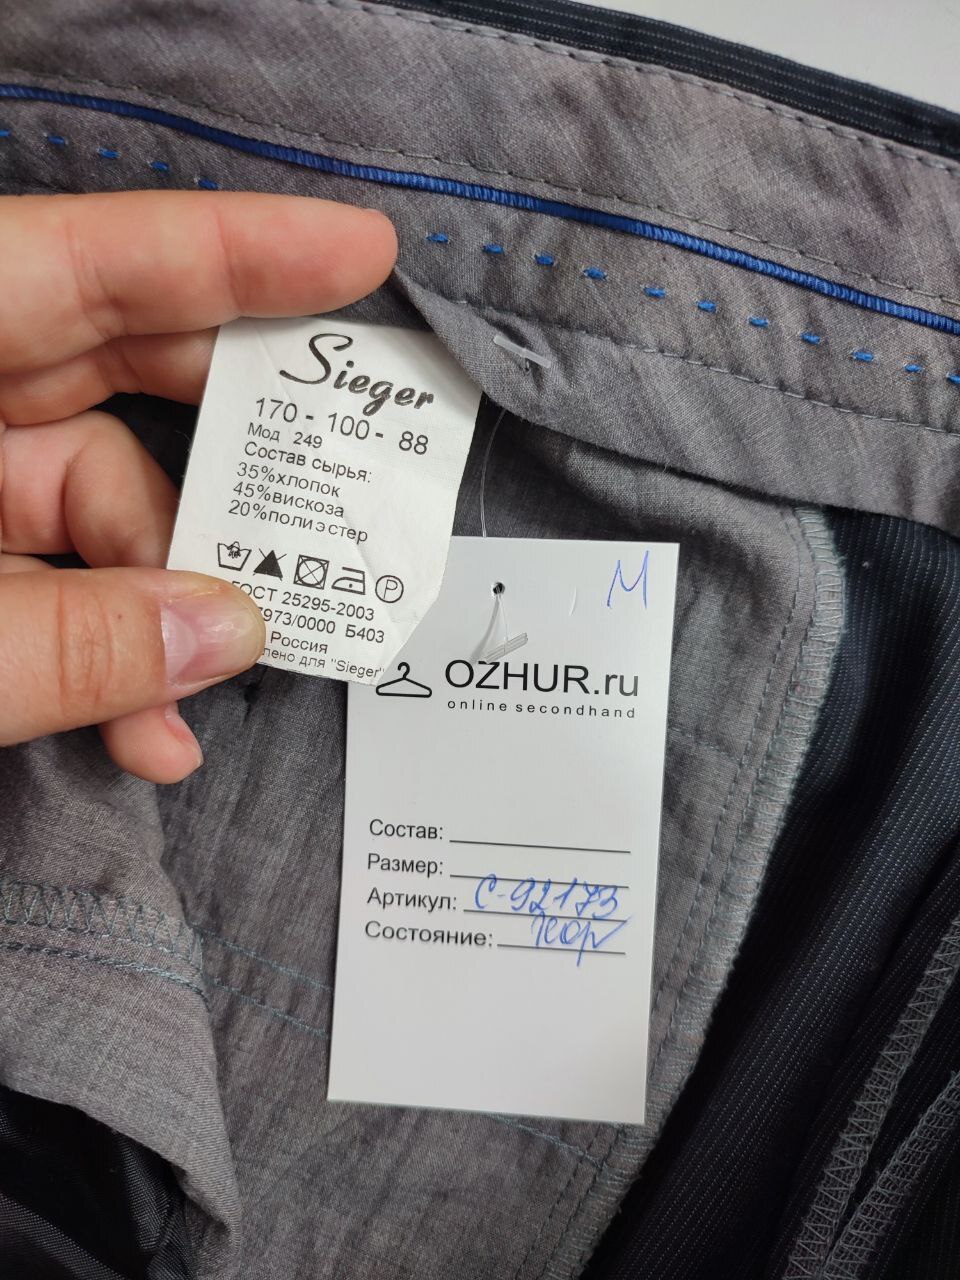 Sieger
170 - 100 - 88
Мод 249
Состав сырья:
35%хлопок
45%вискоза
20%полиэстер
P
ГОСТ 25295-2003
5973/0000 Б403
Россия
лено для "Sieger"
М
OZHUR.ru
online secondhand
Состав:
Размер:
Артикул: С-92173
Состояние: